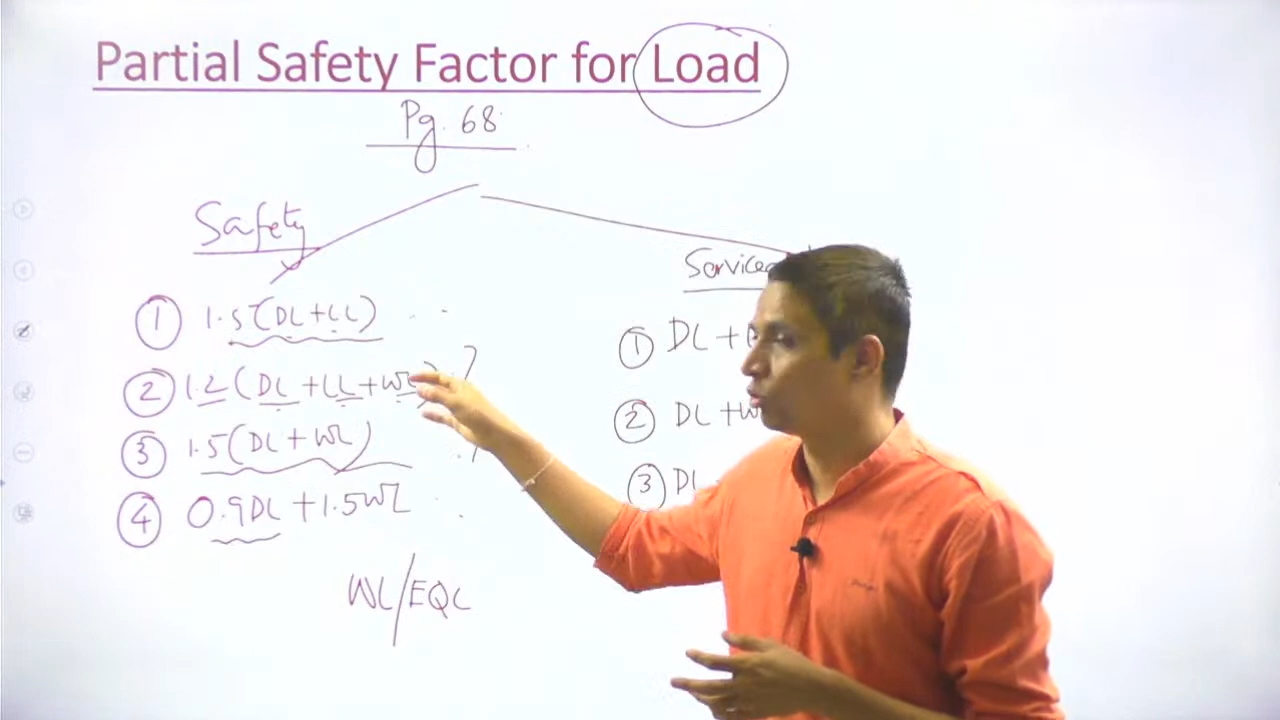 Partial Safety Factor for Load
Pg. 68
Safety
① 1.5(DL+LL)
② 1.2(DL+LL+WL)
③ 1.5(DL+WL)
④ 0.9DL+1.5WL
WL/EQL
① DL+
② DL+W
③ DL